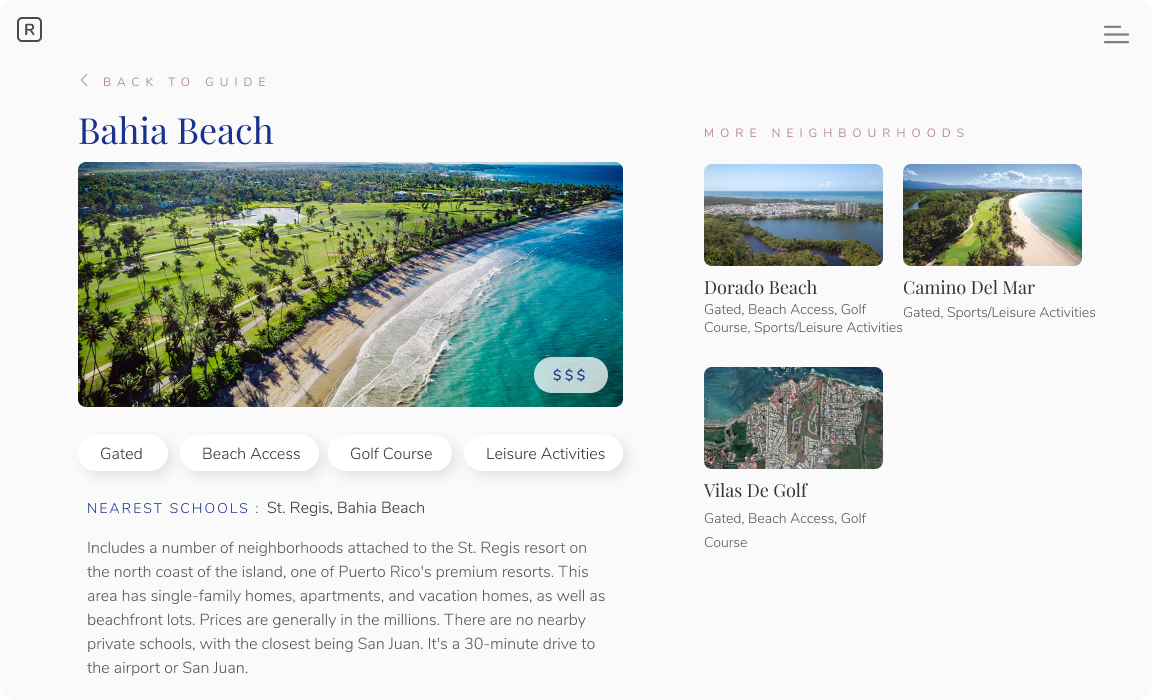 R
BACK TO GUIDE
Bahia Beach
$$$
Gated
Beach Access
Golf Course
Leisure Activities
NEAREST SCHOOLS : St. Regis, Bahia Beach
Includes a number of neighborhoods attached to the St. Regis resort on
the north coast of the island, one of Puerto Rico's premium resorts. This
area has single-family homes, apartments, and vacation homes, as well as
beachfront lots. Prices are generally in the millions. There are no nearby
private schools, with the closest being San Juan. It's a 30-minute drive to
the airport or San Juan.
MORE NEIGHBOURHOODS
Dorado Beach
Gated, Beach Access, Golf
Course, Sports/Leisure Activities
Camino Del Mar
Gated, Sports/Leisure Activities
Vilas De Golf
Gated, Beach Access, Golf
Course